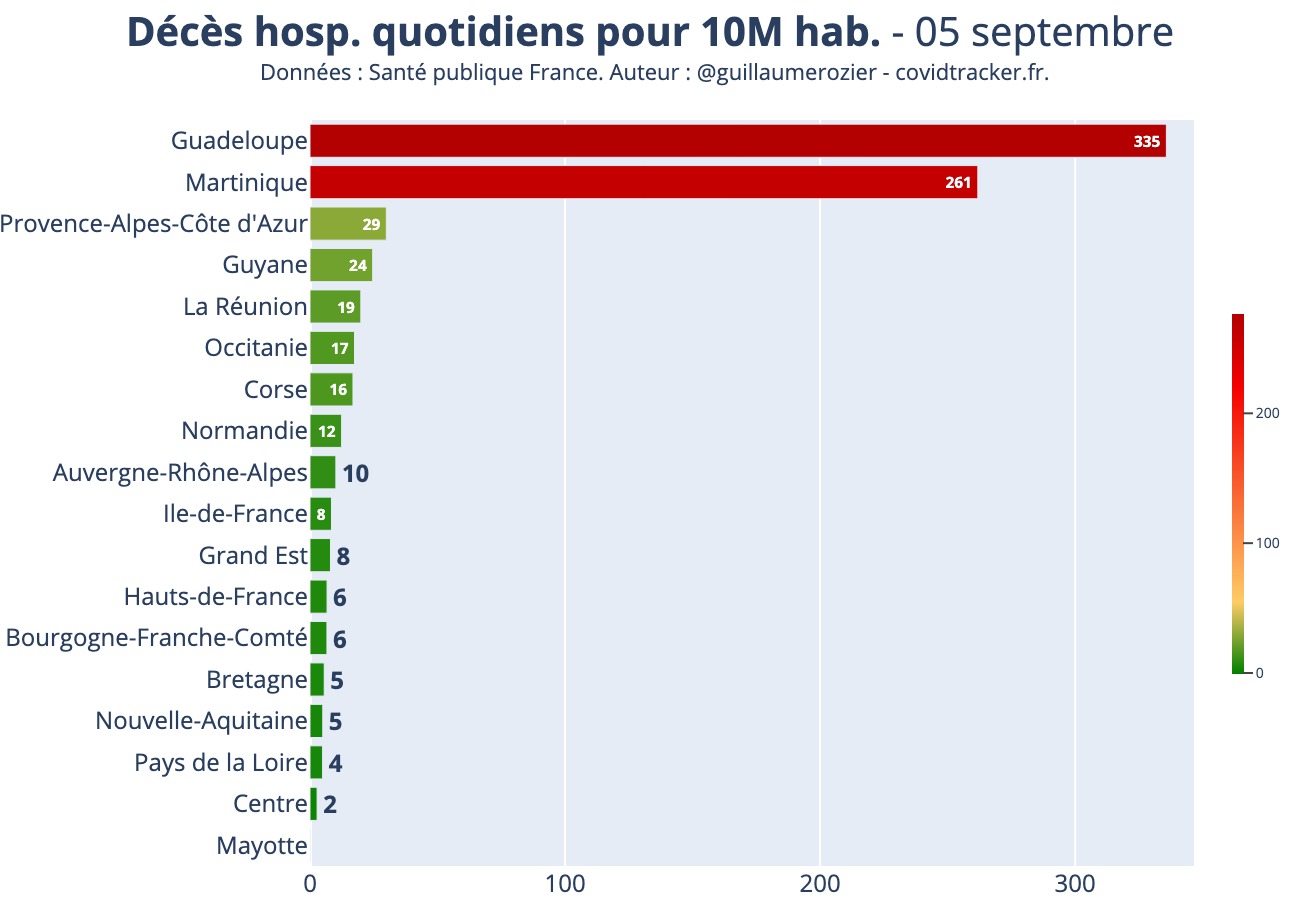 Décès hosp. quotidiens pour 10M hab. - 05 septembre
Données : Santé publique France. Auteur : @guillaumerozier - covidtracker.fr.
Guadeloupe 335
Martinique 261
Provence-Alpes-Côte d'Azur 29
Guyane 24
La Réunion 19
Occitanie 17
Corse 16
Normandie 12
Auvergne-Rhône-Alpes 10
Ile-de-France 8
Grand Est 8
Hauts-de-France 6
Bourgogne-Franche-Comté 6
Bretagne 5
Nouvelle-Aquitaine 5
Pays de la Loire 4
Centre 2
Mayotte
0 100 200 300
200
100
0